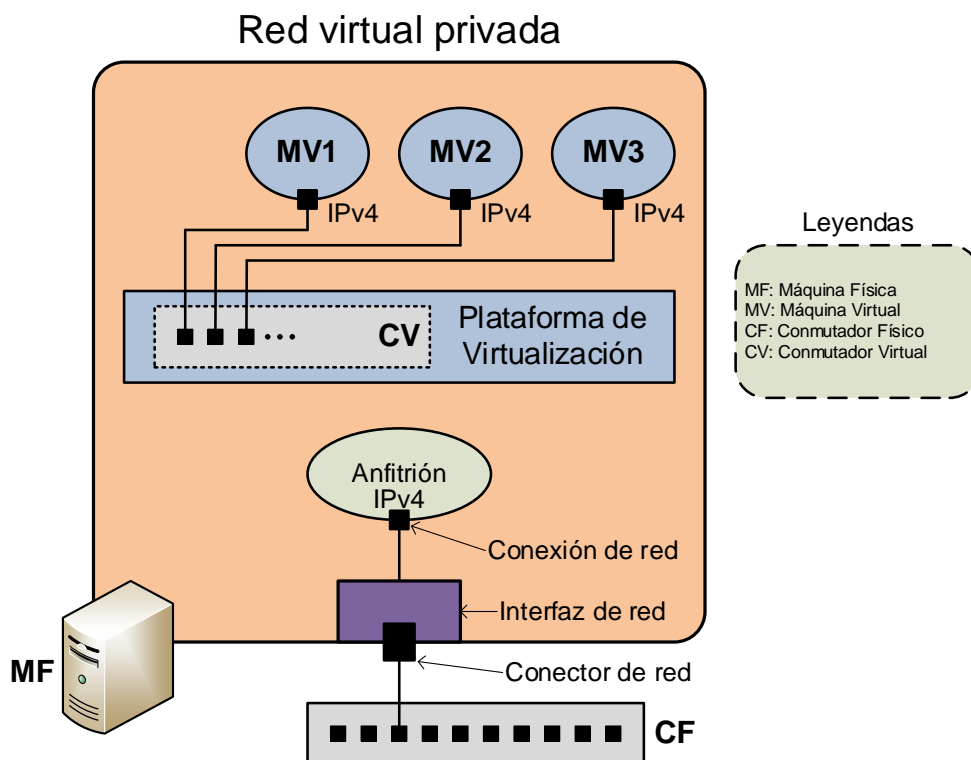 Red virtual privada
MV1
MV2
MV3
IPv4
IPv4
IPv4
Leyendas
MF: Máquina Física
MV: Máquina Virtual
CF: Conmutador Físico
CV: Conmutador Virtual
CV
Plataforma de
Virtualización
Anfitrión
IPv4
Conexión de red
Interfaz de red
MF
Conector de red
CF